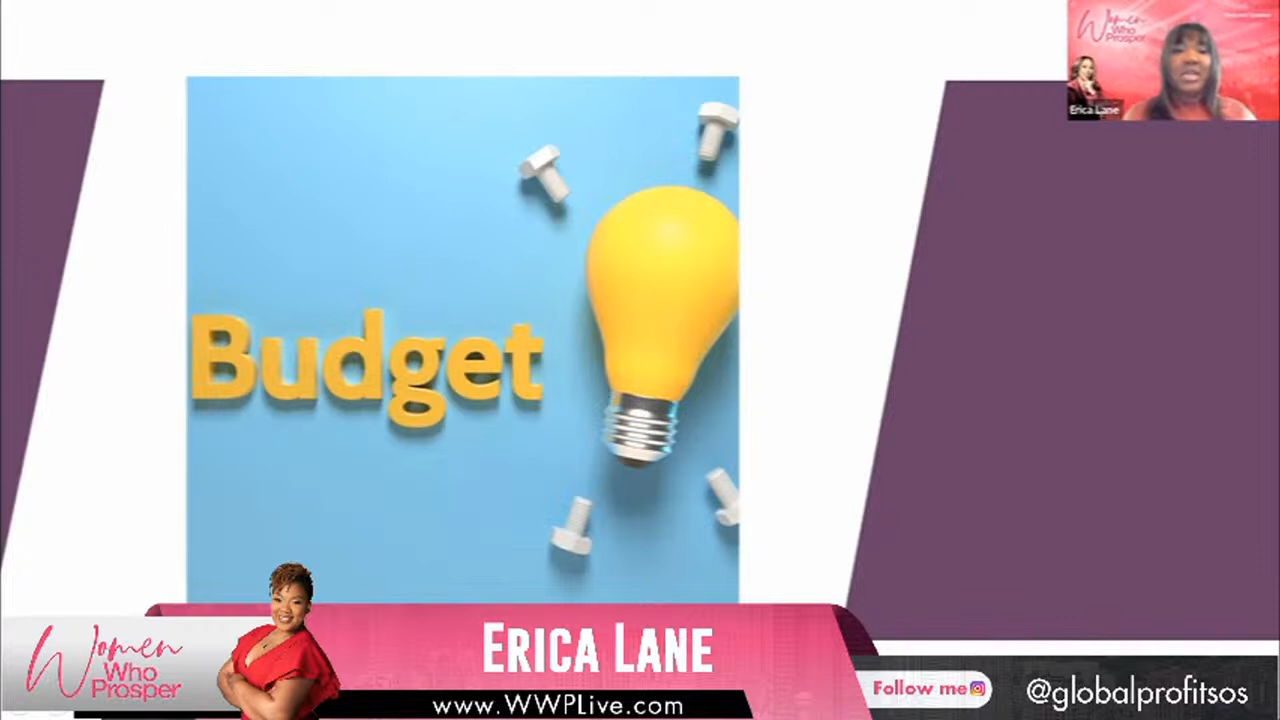 Women
Who
Prosper
Erica Lane
Budget
Women
Who
Prosper
ERICA LANE
www.WWPLive.com
Follow me
@globalprofitsos